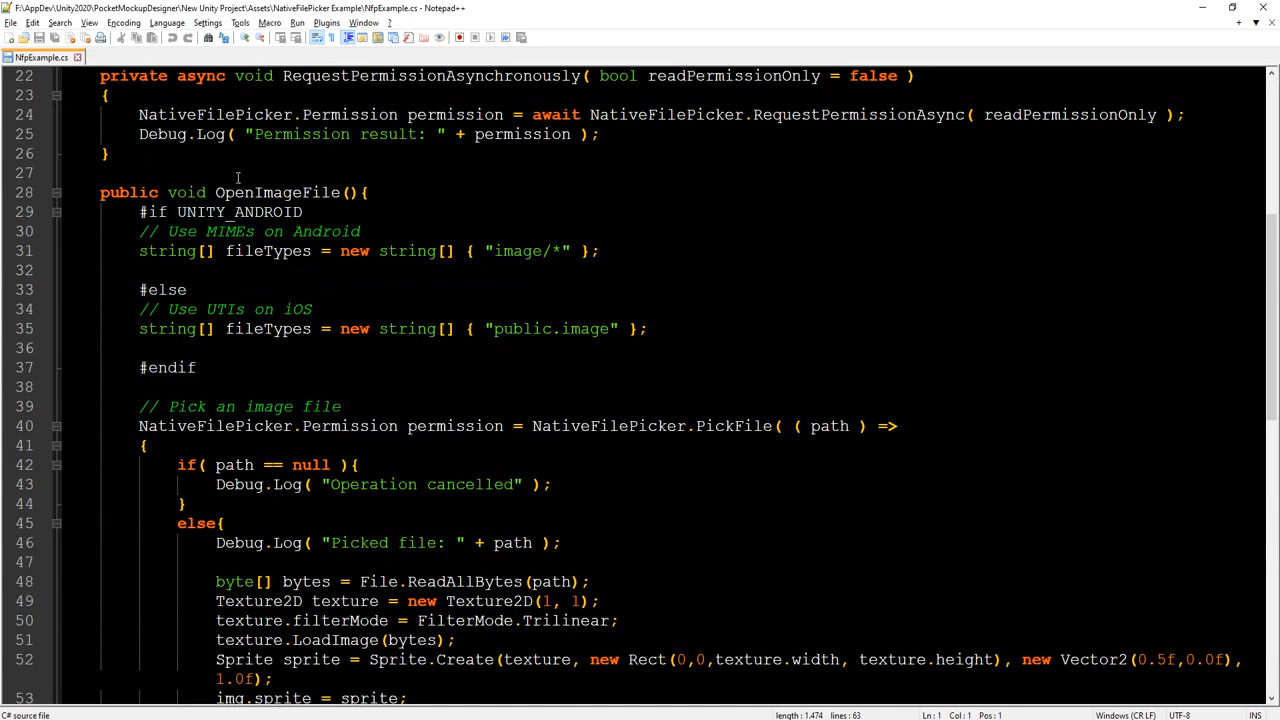 F:\AppDev\Unity2020\PocketMockupDesigner\New Unity Project\Assets\NativeFilePicker Example\NfpExample.cs - Notepad++
File Edit Search View Encoding Language Settings Tools Macro Run Plugins Window ?
NfpExample.cs
22 private async void RequestPermissionAsynchronously( bool readPermissionOnly = false )
23 {
24 NativeFilePicker.Permission permission = await NativeFilePicker.RequestPermissionAsync( readPermissionOnly );
25 Debug.Log( "Permission result: " + permission );
26 }
27
28 public void OpenImageFile(){
29 #if UNITY_ANDROID
30 // Use MIMEs on Android
31 string[] fileTypes = new string[] { "image/*" };
32
33 #else
34 // Use UTIs on iOS
35 string[] fileTypes = new string[] { "public.image" };
36
37 #endif
38
39 // Pick an image file
40 NativeFilePicker.Permission permission = NativeFilePicker.PickFile( ( path ) =>
41 {
42 if( path == null ){
43 Debug.Log( "Operation cancelled" );
44 }
45 else{
46 Debug.Log( "Picked file: " + path );
47
48 byte[] bytes = File.ReadAllBytes(path);
49 Texture2D texture = new Texture2D(1, 1);
50 texture.filterMode = FilterMode.Trilinear;
51 texture.LoadImage(bytes);
52 Sprite sprite = Sprite.Create(texture, new Rect(0,0,texture.width, texture.height), new Vector2(0.5f,0.0f),
1.0f);
53 img.sprite = sprite;
C# source file length : 1.474 lines : 63 Ln : 1 Col : 1 Pos : 1 Windows (CR LF) UTF-8 INS